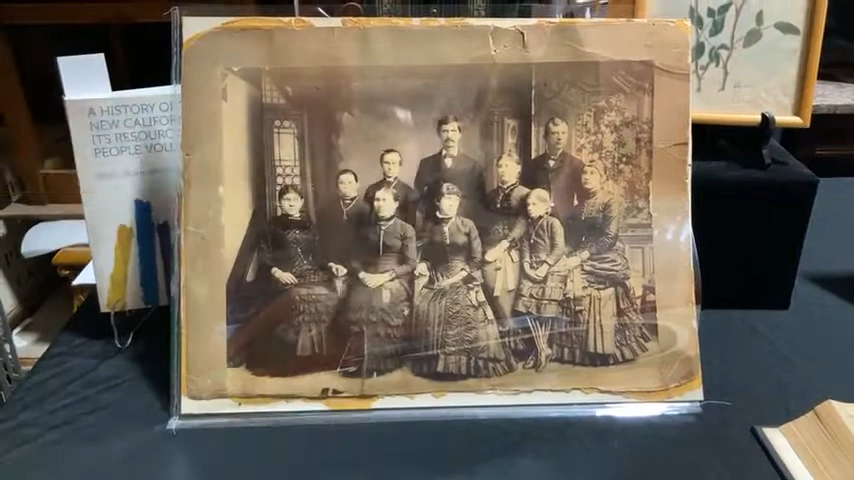 A HISTORY OF
NEW CALIFOR
ITS RESOURC
PEOPLE VOLU